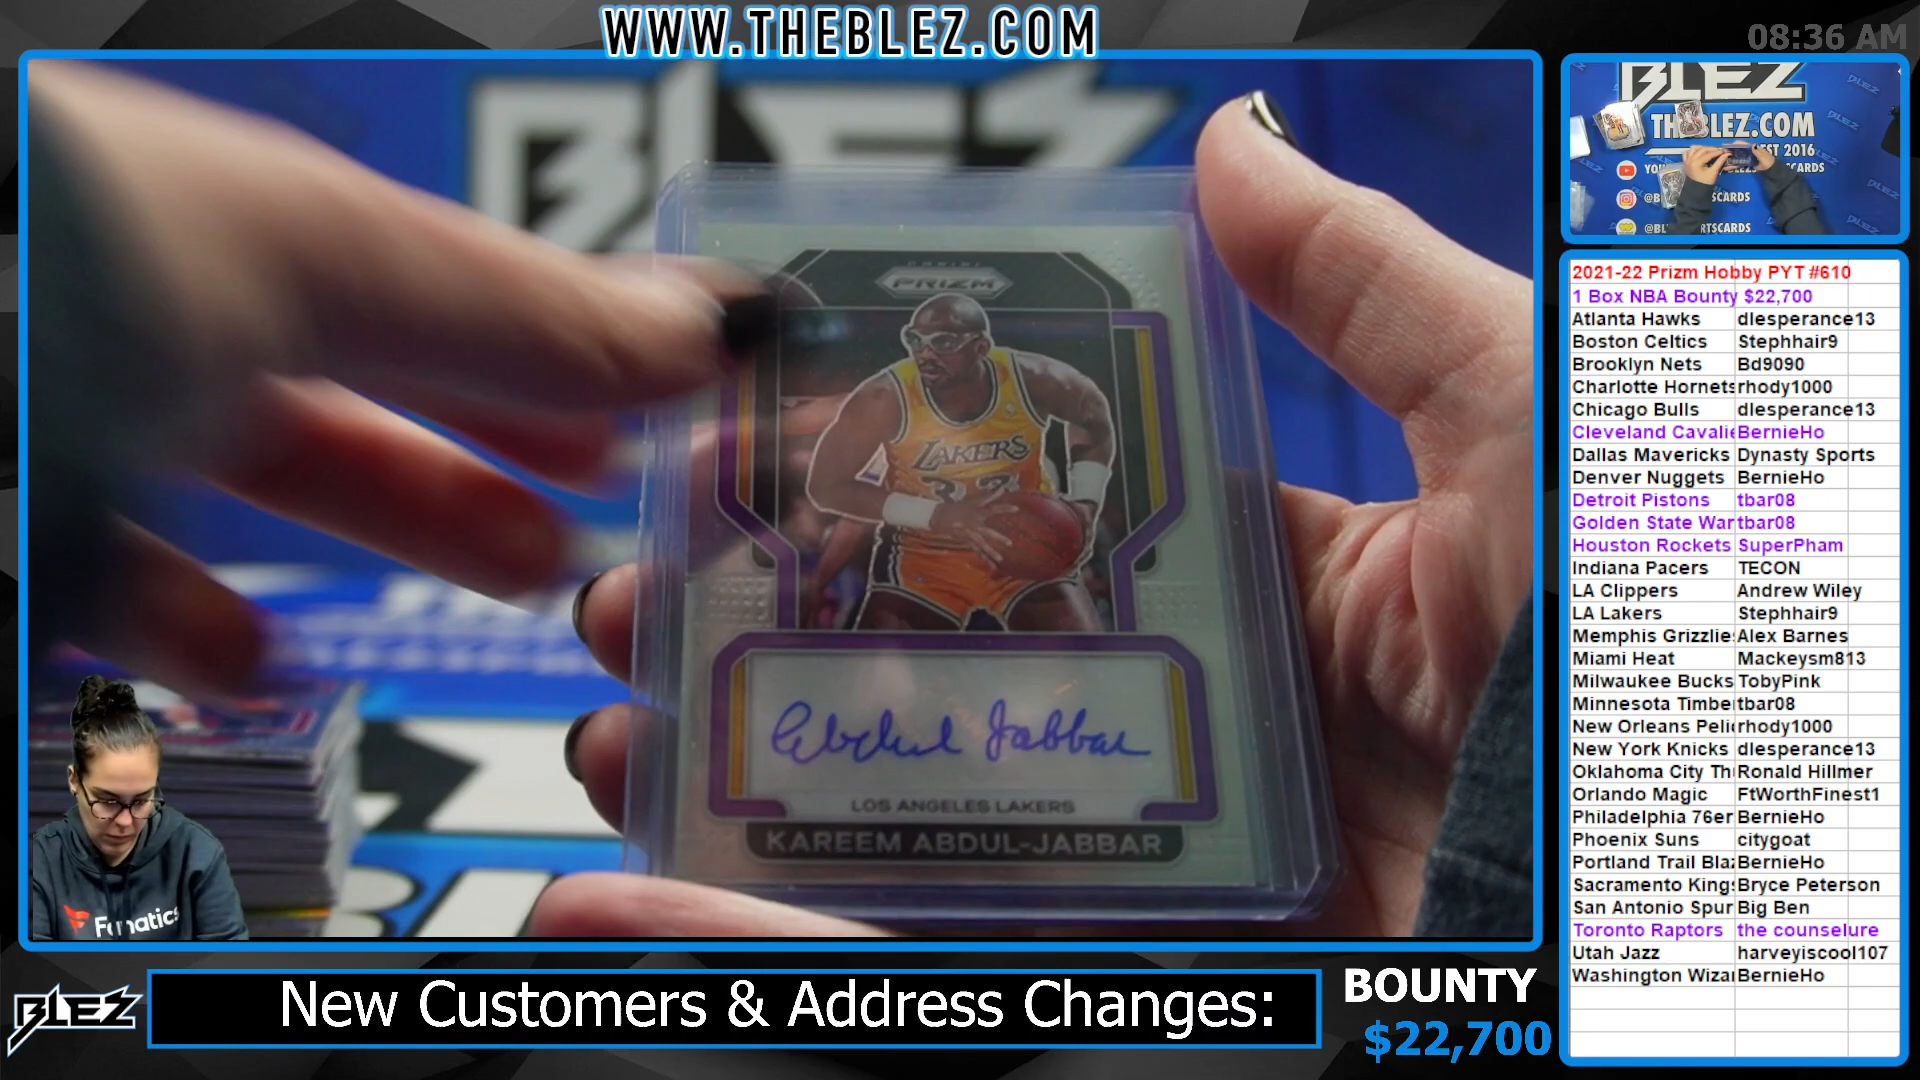 WWW.THEBLEZ.COM
08:36 AM
BLEZ
PANINI
PRIZM
LAKERS
Abdul Jabbar
LOS ANGELES LAKERS
KAREEM ABDUL-JABBAR
Fanatics
BLEZ
THEBLEZ.COM
EST 2016
2021-22 Prizm Hobby PYT #610
1 Box NBA Bounty $22,700
Atlanta Hawks dlesperance13
Boston Celtics Stephhair9
Brooklyn Nets Bd9090
Charlotte Hornets rhody1000
Chicago Bulls dlesperance13
Cleveland Cavalie BernieHo
Dallas Mavericks Dynasty Sports
Denver Nuggets BernieHo
Detroit Pistons tbar08
Golden State War tbar08
Houston Rockets SuperPham
Indiana Pacers TECON
LA Clippers Andrew Wiley
LA Lakers Stephhair9
Memphis Grizzlie Alex Barnes
Miami Heat Mackeysm813
Milwaukee Bucks TobyPink
Minnesota Timbe tbar08
New Orleans Peli rhody1000
New York Knicks dlesperance13
Oklahoma City Th Ronald Hillmer
Orlando Magic FtWorthFinest1
Philadelphia 76er BernieHo
Phoenix Suns citygoat
Portland Trail Bla BernieHo
Sacramento King Bryce Peterson
San Antonio Spur Big Ben
Toronto Raptors the counselure
Utah Jazz harveyiscool107
Washington Wiza BernieHo
BLEZ
New Customers & Address Changes:
BOUNTY
$22,700